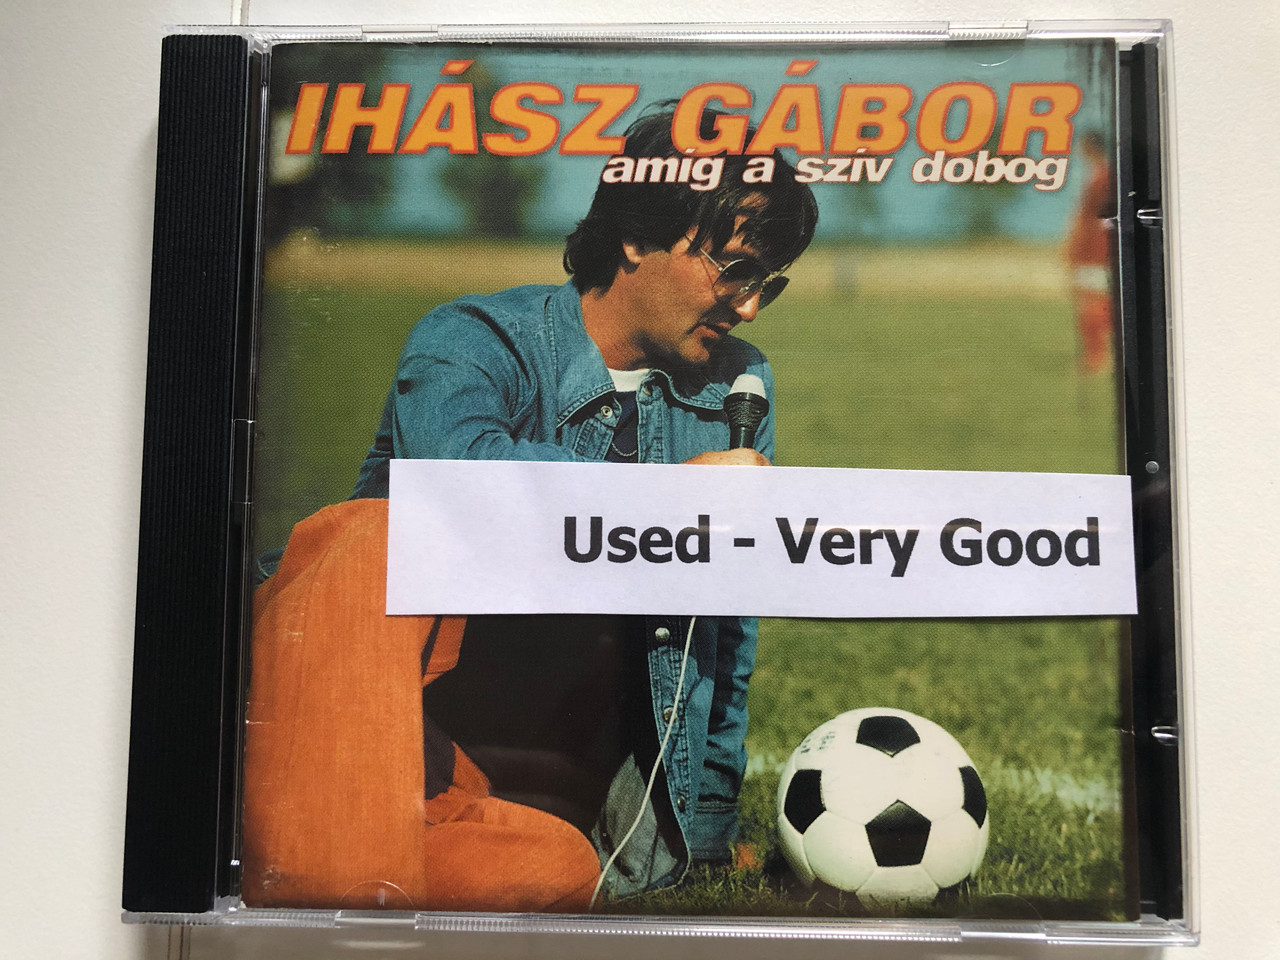 IHÁSZ GÁBOR
amíg a szív dobog
Used - Very Good